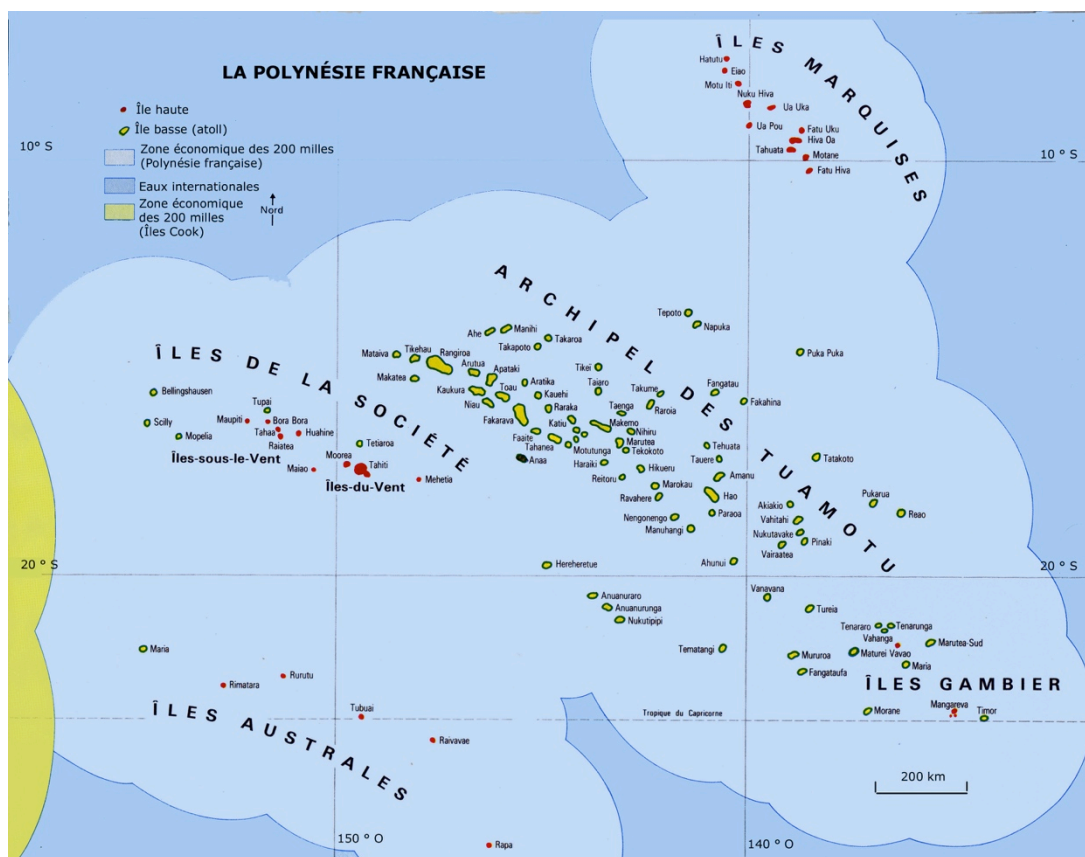 LA POLYNÉSIE FRANÇAISE
Île haute
Île basse (atoll)
Zone économique des 200 milles
(Polynésie française)
Eaux internationales
Zone économique
des 200 milles
(Îles Cook)
Nord
10° S
10° S
ÎLES MARQUISES
Hatutu
Eiao
Motu Iti
Nuku Hiva
Ua Uka
Ua Pou
Fatu Uku
Hiva Oa
Tahuata
Motane
Fatu Hiva
ARCHIPEL DES TUAMOTU
Tepoto
Napuka
Ahe
Manihi
Takaroa
Takapoto
Puka Puka
Mataiva
Tikehau
Rangiroa
Arutua
Apataki
Tikei
Makatea
Kaukura
Toau
Aratika
Taiaro
Takume
Fangatau
Niau
Kauehi
Raroia
Fakahina
Fakarava
Raraka
Taenga
Katiu
Makemo
Nihiru
Faaite
Marutea
Tahanea
Motutunga
Tekokoto
Tehuata
Anaa
Haraiki
Hikueru
Tauere
Tatakoto
Reitoru
Marokau
Amanu
Ravahere
Hao
Pukarua
Reao
Nengonengo
Paraoa
Akiakio
Vahitahi
Manuhangi
Nukutavake
Pinaki
Vairaatea
Hereheretue
Ahunui
ÎLES DE LA SOCIÉTÉ
Bellingshausen
Scilly
Mopelia
Tupai
Maupiti
Bora Bora
Tahaa
Huahine
Raiatea
Tetiaroa
Îles-sous-le-Vent
Moorea
Maiao
Tahiti
Îles-du-Vent
Mehetia
20 ° S
20 ° S
Anuanuraro
Anuanurunga
Nukutipipi
Vanavana
Tureia
Tenararo
Tenarunga
Vahanga
Marutea-Sud
Tematangi
Mururoa
Maturei Vavao
Maria
Fangataufa
ÎLES GAMBIER
Morane
Mangareva
Timor
Tropique du Capricorne
Maria
Rimatara
Rurutu
ÎLES AUSTRALES
Tubuai
Raivavae
Rapa
200 km
150 ° O
140 ° O